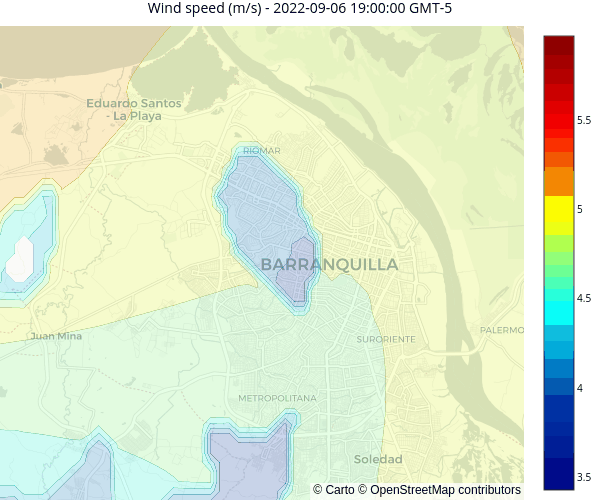 Wind speed (m/s) - 2022-09-06 19:00:00 GMT-5
Eduardo Santos
- La Playa
RIOMAR
BARRANQUILLA
Juan Mina
SURORIENTE
PALERMO
METROPOLITANA
Soledad
© Carto © OpenStreetMap contributors
5.5
5
4.5
4
3.5